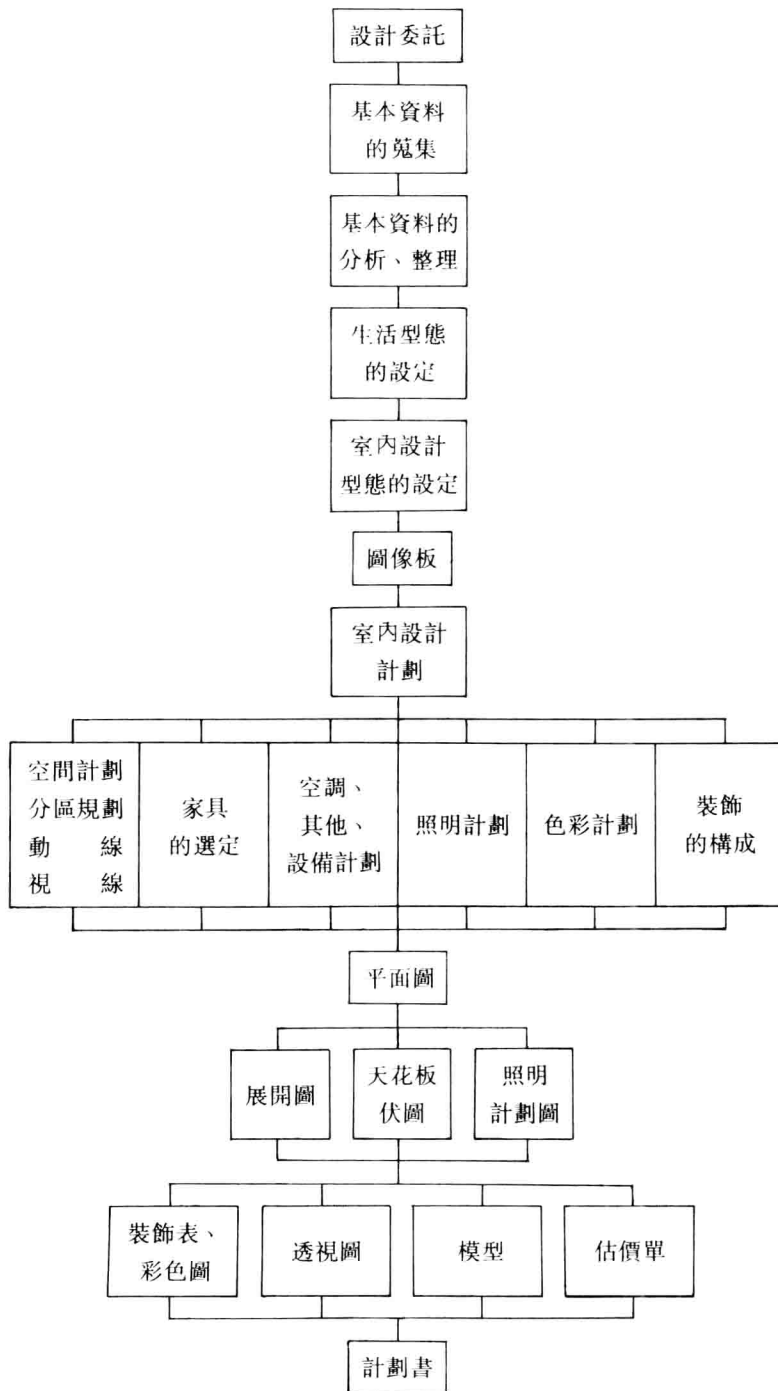 設計委託
基本資料
的蒐集
基本資料的
分析、整理
生活型態
的設定
室內設計
型態的設定
圖像板
室內設計
計劃
空間計劃
分區規劃
動　　線
視　　線
家具
的選定
空調、
其他、
設備計劃
照明計劃
色彩計劃
裝飾
的構成
平面圖
展開圖
天花板
伏圖
照明
計劃圖
裝飾表、
彩色圖
透視圖
模型
估價單
計劃書